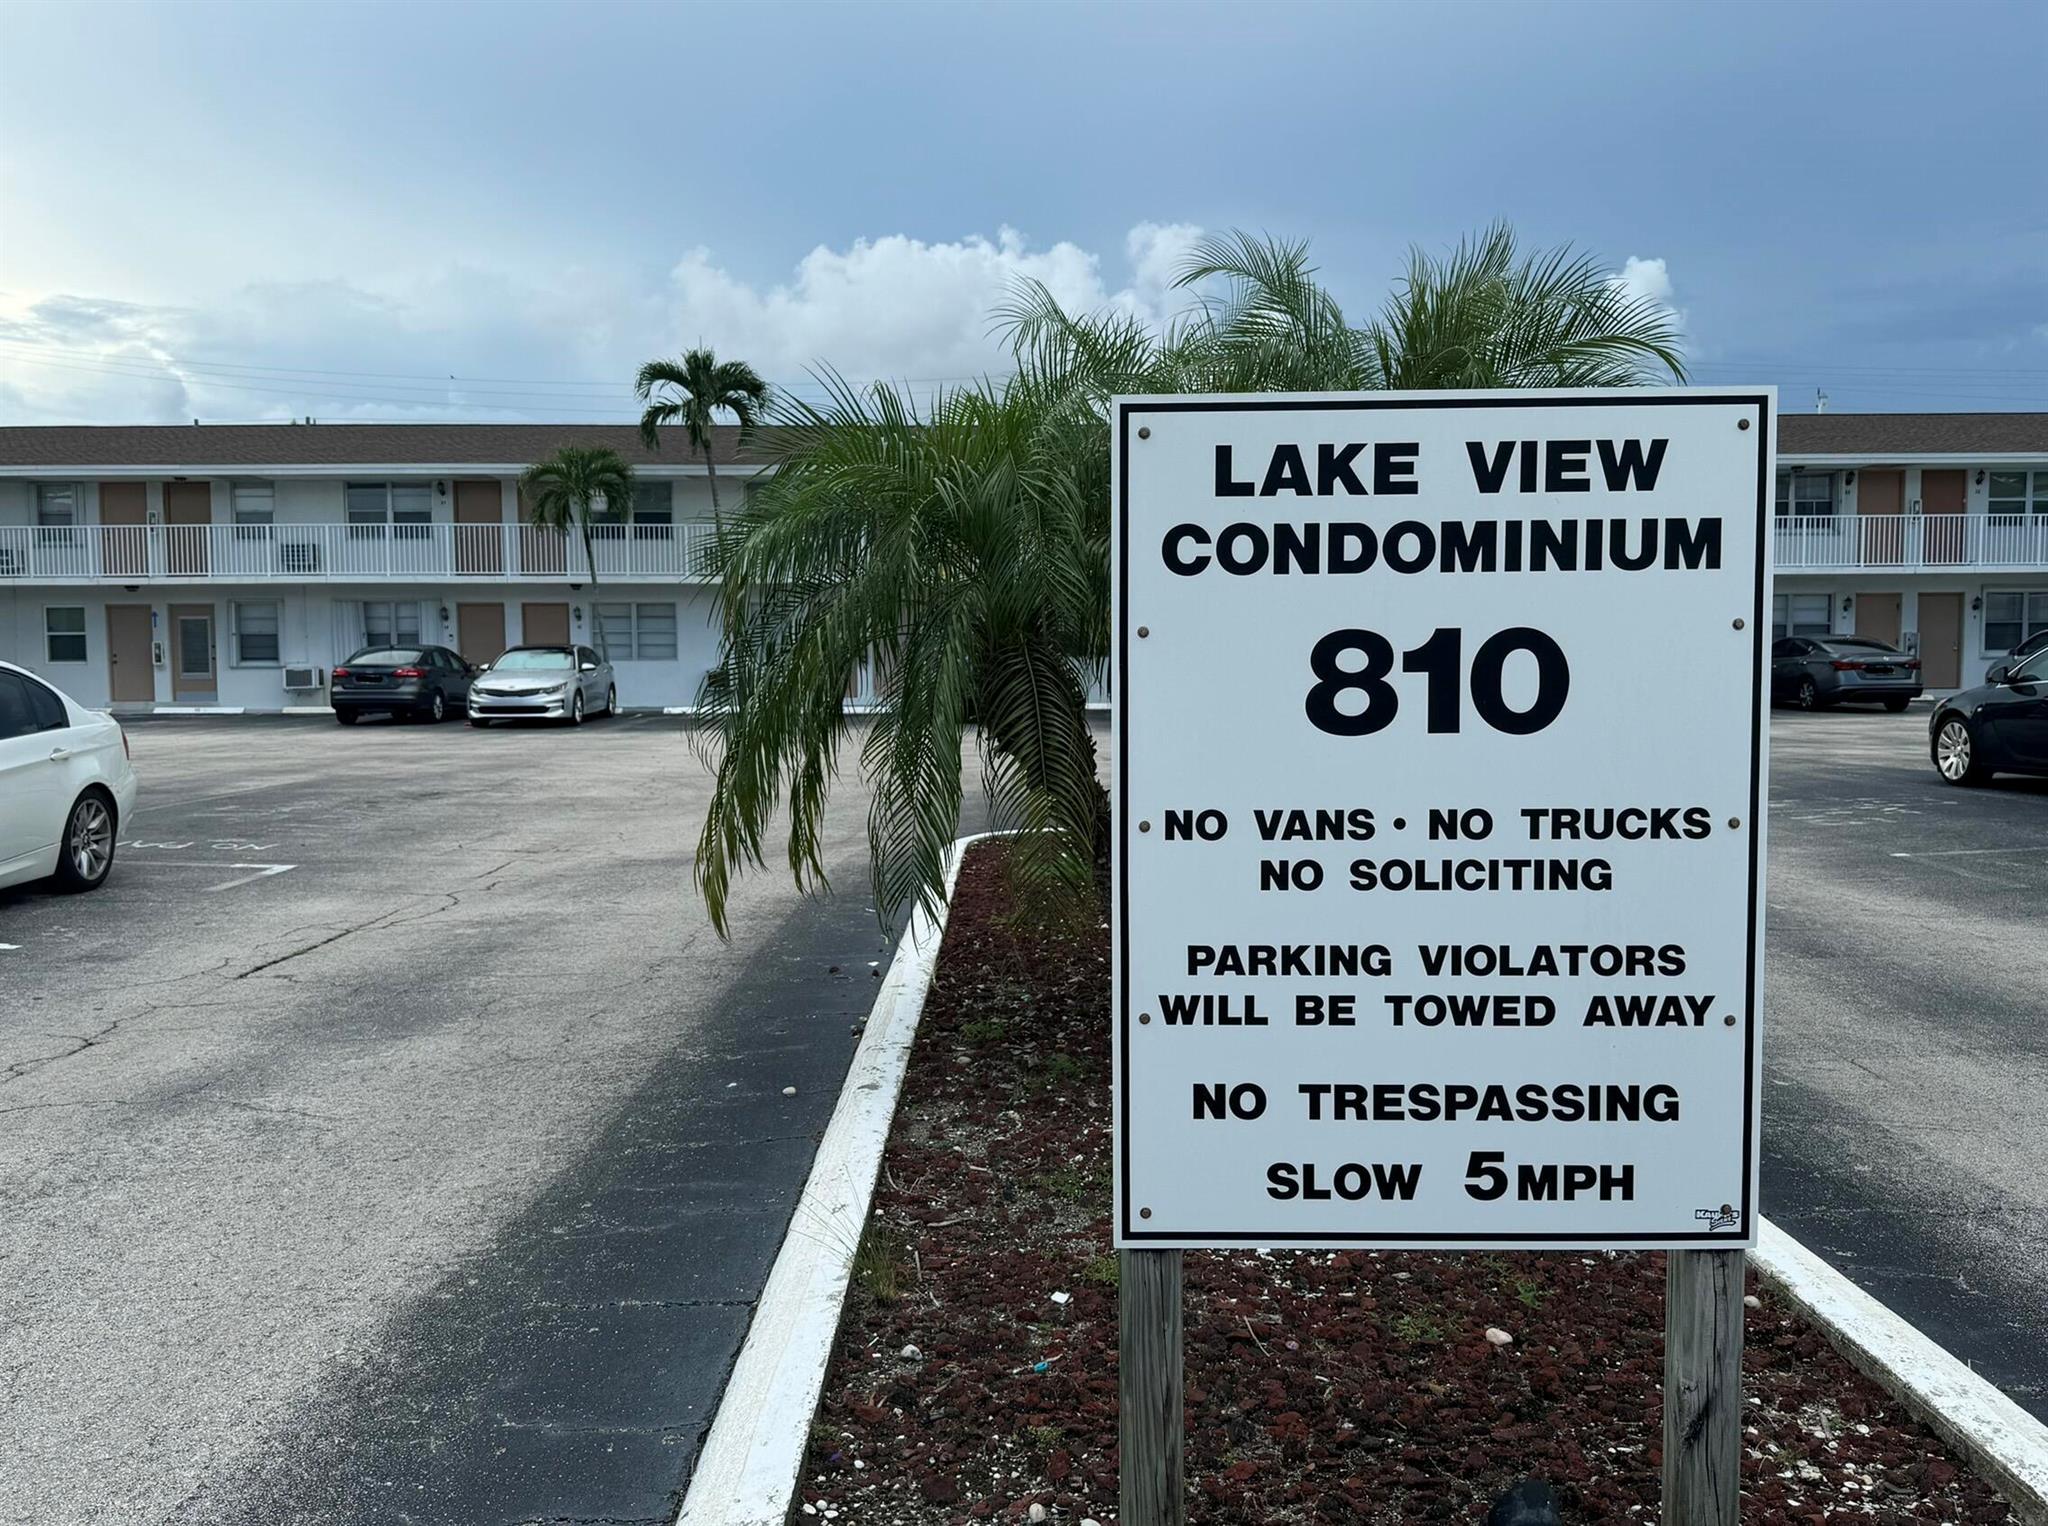 LAKE VIEW
CONDOMINIUM
810
NO VANS • NO TRUCKS
NO SOLICITING
PARKING VIOLATORS
WILL BE TOWED AWAY
NO TRESPASSING
SLOW 5 MPH